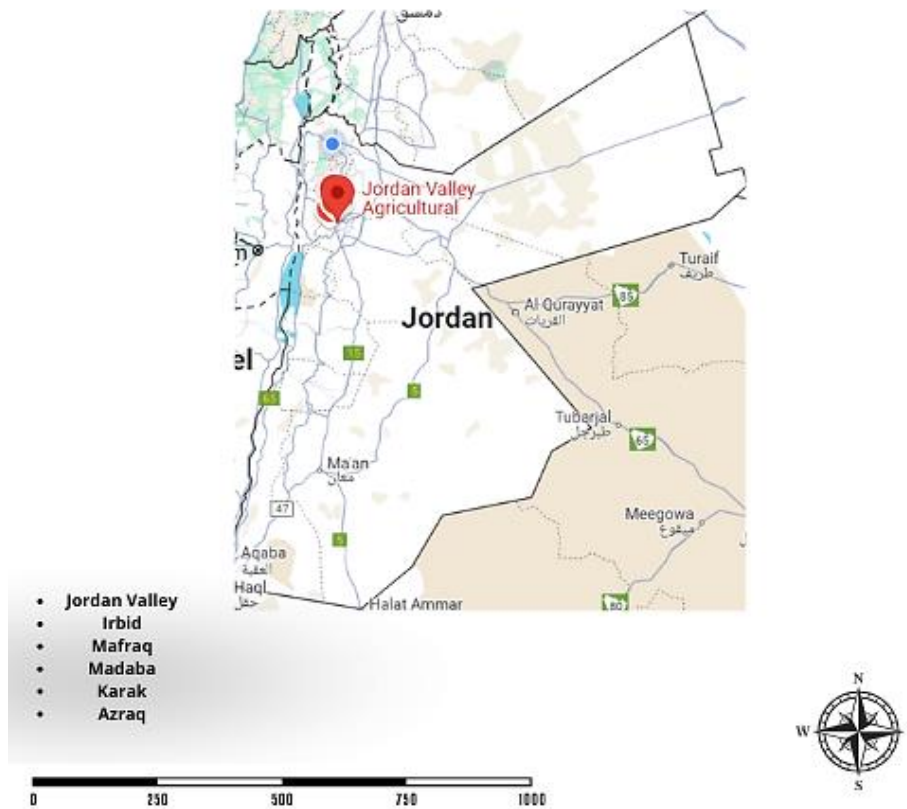 دمشق
Jordan Valley
Agricultural
m
Turaif
طريف
85
Al Qurayyat
القريات
Jordan
el
15
65
5
Tubarjal
طبرجل
65
Ma'an
معان
47
Meegowa
ميقوع
5
Aqaba
العقبة
Haql
حقل
Halat Ammar
80
• Jordan Valley
• Irbid
• Mafraq
• Madaba
• Karak
• Azraq
N
W
E
S
0 250 500 750 1000